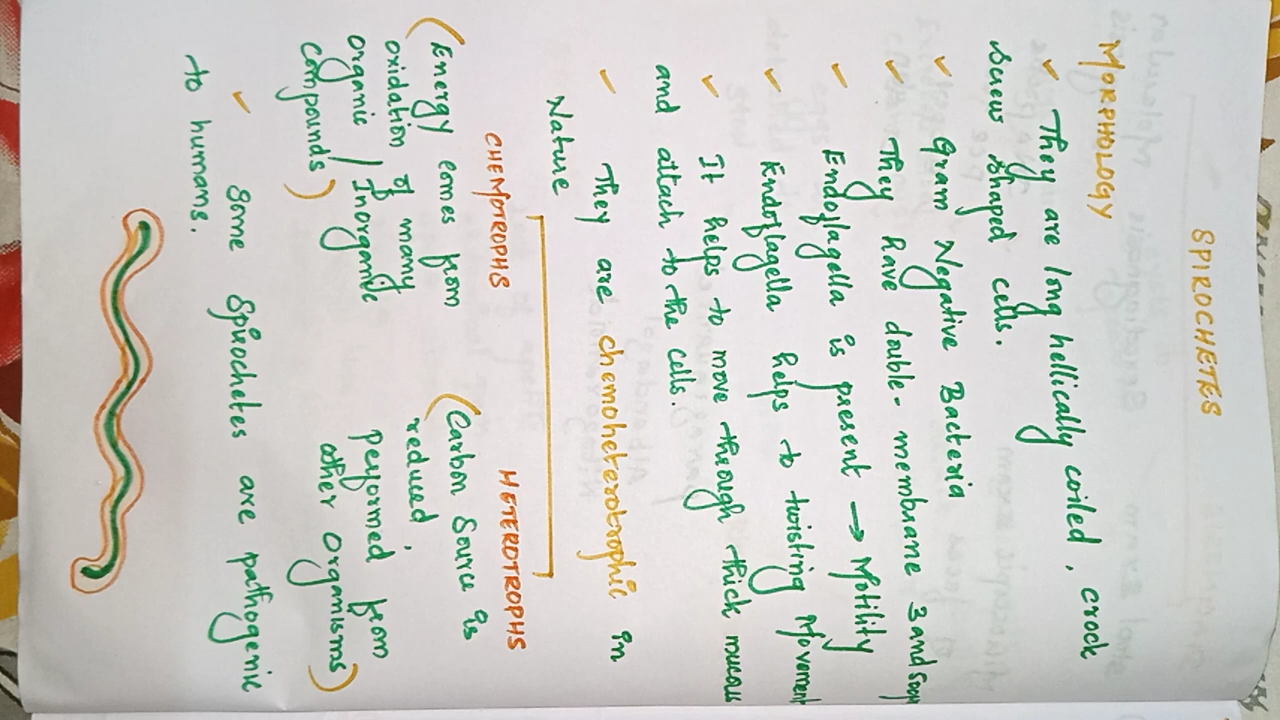 SPIROCHETES
MORPHOLOGY
They are long hellically coiled, crock
screw shaped cells.
Gram Negative Bacteria
They have double-membrane
Endoflagella is present → Motility
Endoflagella helps to twisting Movement
It helps to move through thick mucous
and attach to the cells.
They are chemoheterotrophic in
Nature
CHEMOTROPHS HETEROTROPHS
(Energy comes from
oxidation of many
organic / Inorganic
compounds)
(Carbon Source is
reduced,
performed from
other organisms)
Some Spirochetes are pathogenic
to humans.